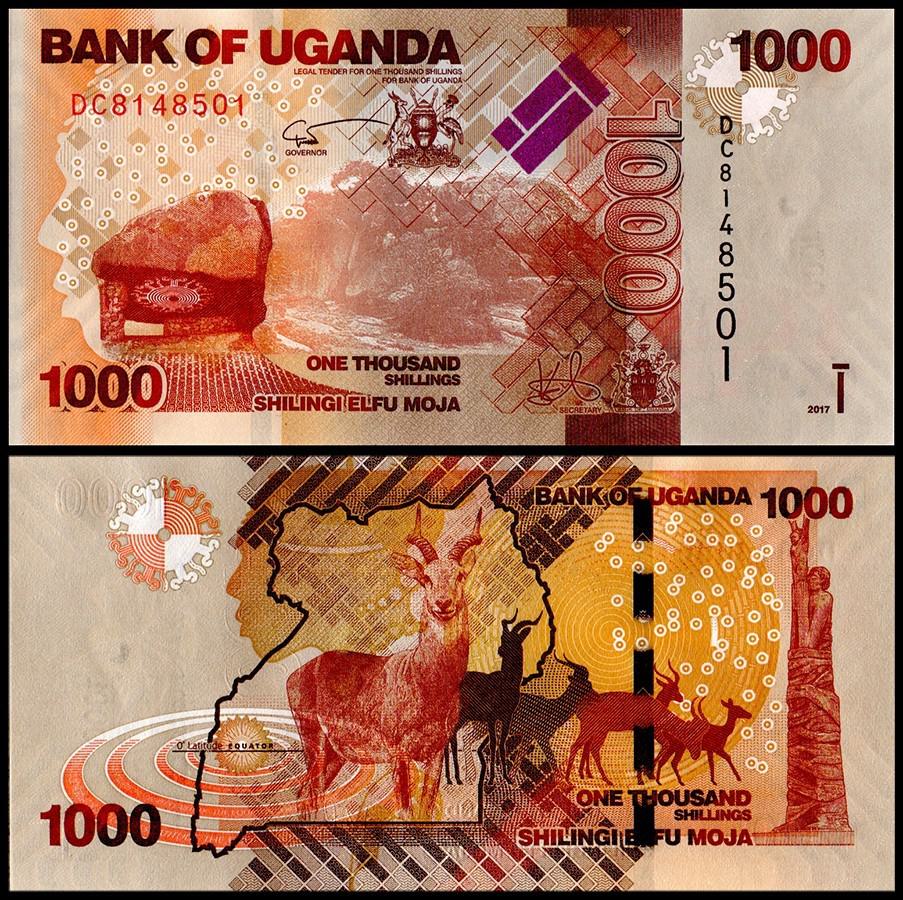 BANK OF UGANDA
LEGAL TENDER FOR ONE THOUSAND SHILLINGS
FOR BANK OF UGANDA
1000
DC8148501
GOVERNOR
1000
DC8148501
1000
ONE THOUSAND
SHILLINGS
SHILINGI ELFU MOJA
SECRETARY
2017
BANK OF UGANDA 1000
0° Latitude EQUATOR
1000
ONE THOUSAND
SHILLINGS
SHILINGI ELFU MOJA